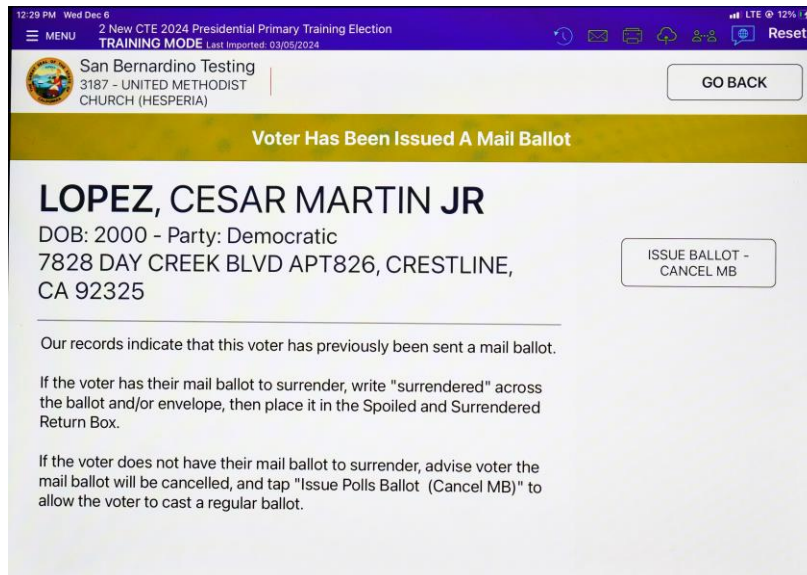 12:29 PM Wed Dec 6
LTE 12%
MENU
2 New CTE 2024 Presidential Primary Training Election
TRAINING MODE Last Imported: 03/05/2024
Reset
San Bernardino Testing
3187 - UNITED METHODIST
CHURCH (HESPERIA)
GO BACK
Voter Has Been Issued A Mail Ballot
LOPEZ, CESAR MARTIN JR
DOB: 2000 - Party: Democratic
7828 DAY CREEK BLVD APT826, CRESTLINE,
CA 92325
ISSUE BALLOT -
CANCEL MB
Our records indicate that this voter has previously been sent a mail ballot.
If the voter has their mail ballot to surrender, write "surrendered" across
the ballot and/or envelope, then place it in the Spoiled and Surrendered
Return Box.
If the voter does not have their mail ballot to surrender, advise voter the
mail ballot will be cancelled, and tap "Issue Polls Ballot (Cancel MB)" to
allow the voter to cast a regular ballot.